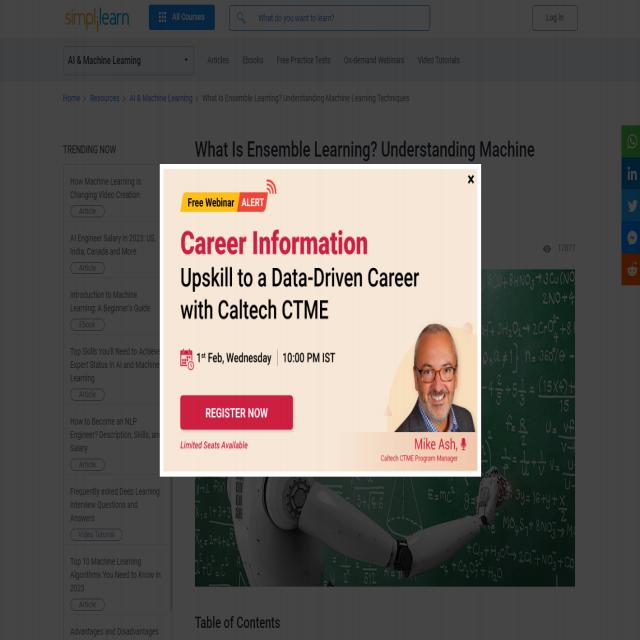 simplilearn
All Courses
What do you want to learn?
Log in
AI & Machine Learning
Articles
Ebooks
Free Practice Tests
On-demand Webinars
Video Tutorials
Home > Resources > AI & Machine Learning > What Is Ensemble Learning? Understanding Machine Learning Techniques
TRENDING NOW
How Machine Learning is
Changing Video Creation
Article
AI Engineer Salary in 2023: US,
India, Canada and More
Article
Introduction to Machine
Learning: A Beginner's Guide
Ebook
Top Skills You'll Need to Achieve
Expert Status in AI and Machine
Learning
Article
How to Become an NLP
Engineer? Description, Skills, and
Salary
Article
Frequently asked Deep Learning
Interview Questions and
Answers
Video Tutorial
Top 10 Machine Learning
Algorithms You Need to Know in
2023
Article
Advantages and Disadvantages
What Is Ensemble Learning? Understanding Machine
17877
x
Free Webinar ALERT
Career Information
Upskill to a Data-Driven Career
with Caltech CTME
1st Feb, Wednesday | 10:00 PM IST
REGISTER NOW
Limited Seats Available
Mike Ash,
Caltech CTME Program Manager
E=mc²
Table of Contents